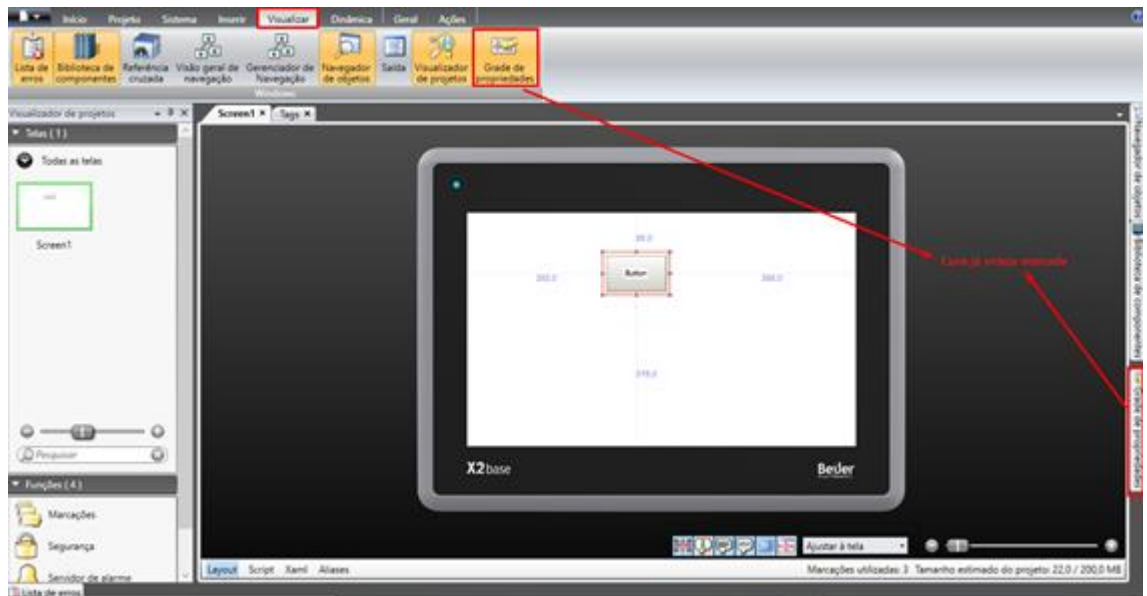 Início Projeto Sistema Inserir Visualizar Dinâmica Geral Ações
Lista de erros
Biblioteca de componentes
Referência cruzada
Visão geral de navegação
Gerenciador de Navegação
Navegador de objetos
Saída
Visualizador de projetos
Grade de propriedades
Windows
Visualizador de projetos
Screen1 Tags
Telas (1)
Todas as telas
Screen1
Button
Pesquisar
X2 base
Funções (4)
Marcações
Segurança
Servidor de alarme
Ajustar à tela
Layout Script Xaml Aliases
Marcações utilizadas: 3 Tamanho estimado do projeto: 22,0 / 200,0 MB
Lista de erros
Navegador de objetos
Biblioteca de componentes
Grade de propriedades